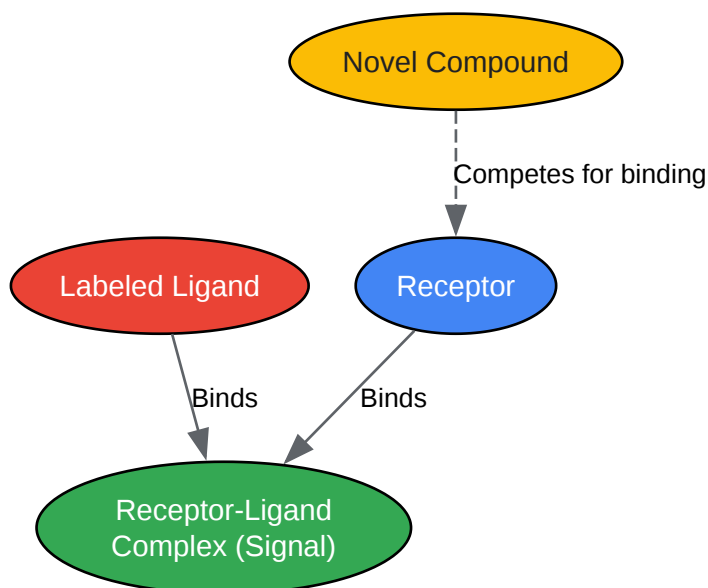 Novel Compound
Competes for binding
Labeled Ligand
Receptor
Binds
Binds
Receptor-Ligand
Complex (Signal)